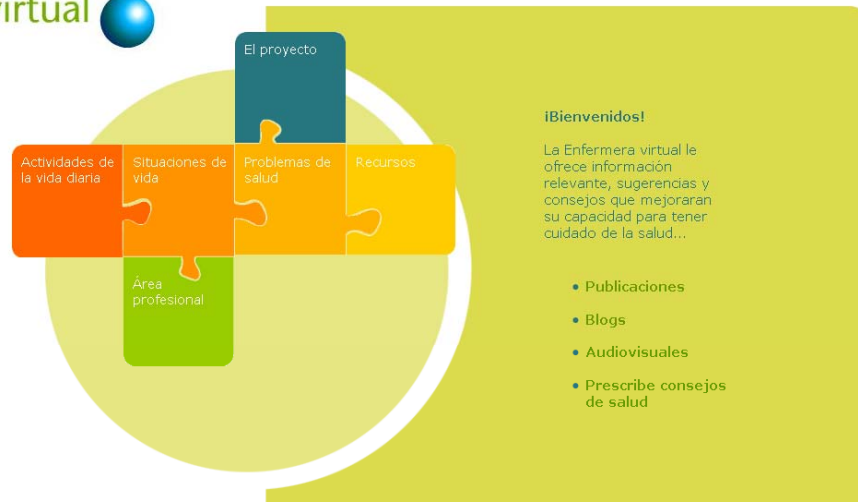 virtual
El proyecto
Actividades de
la vida diaria
Situaciones de
vida
Problemas de
salud
Recursos
Área
profesional
¡Bienvenidos!
La Enfermera virtual le
ofrece información
relevante, sugerencias y
consejos que mejoraran
su capacidad para tener
cuidado de la salud...
• Publicaciones
• Blogs
• Audiovisuales
• Prescribe consejos
de salud